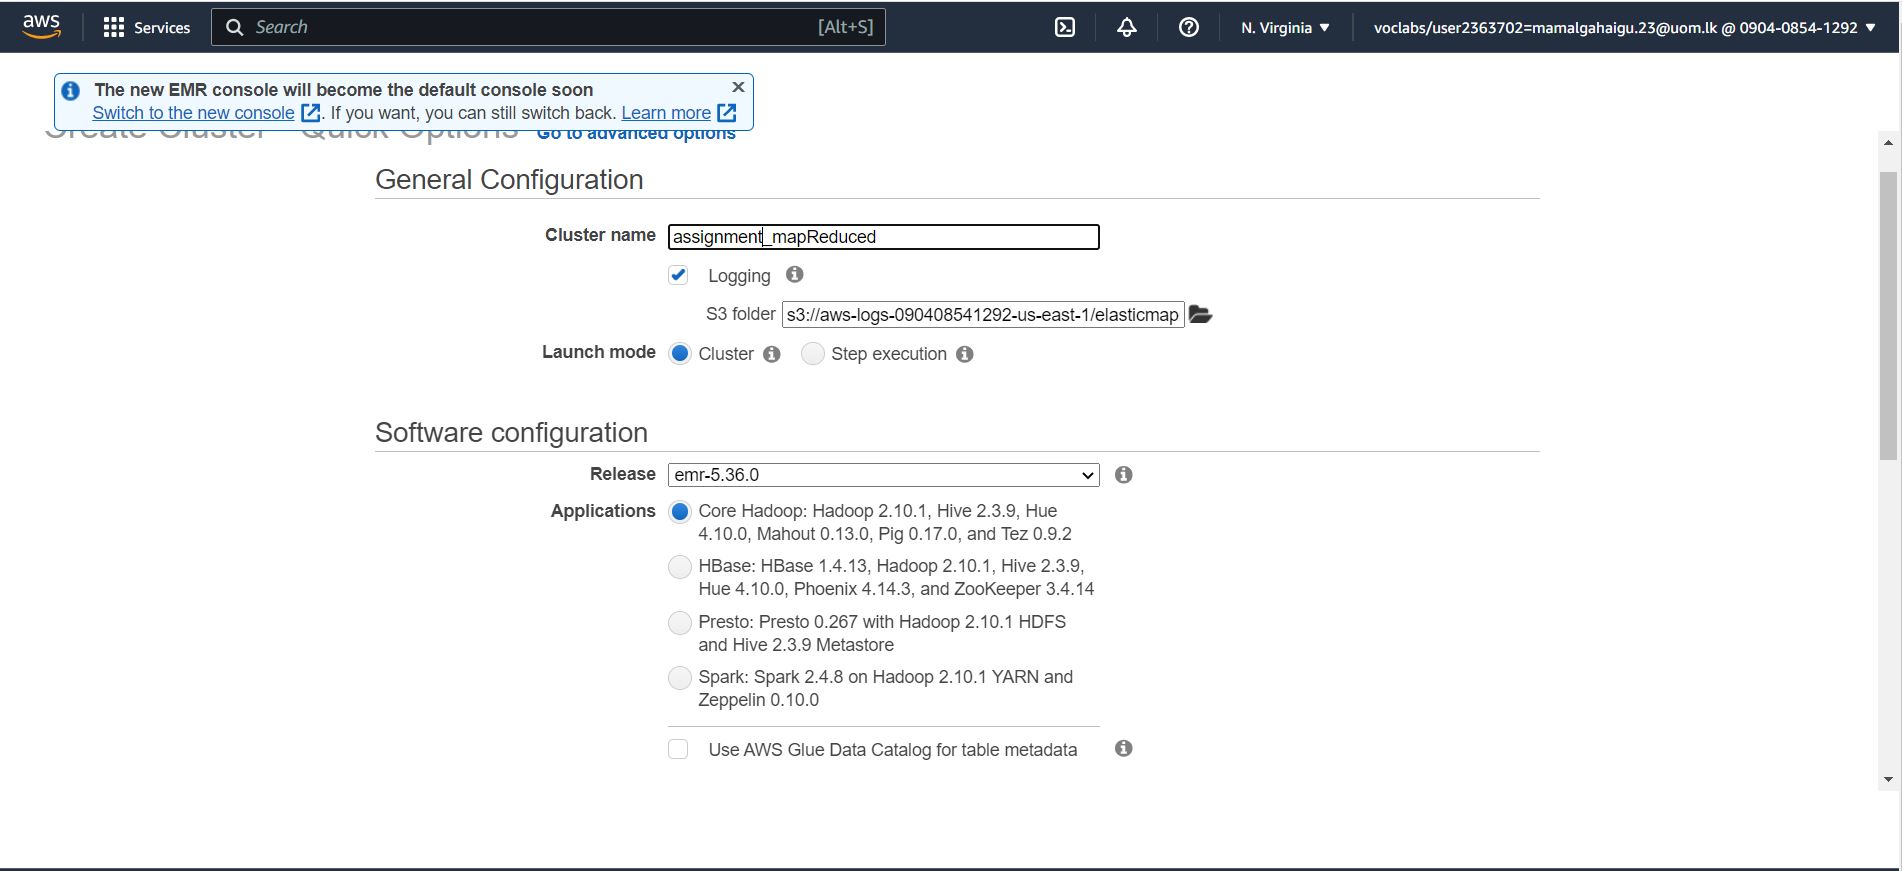 aws
Services
Search
[Alt+S]
N. Virginia
voclabs/user2363702=mamalgahaigu.23@uom.lk @ 0904-0854-1292
The new EMR console will become the default console soon
Switch to the new console. If you want, you can still switch back. Learn more
Create Cluster - Quick Options Go to advanced options
General Configuration
Cluster name assignment_mapReduced
Logging
S3 folder s3://aws-logs-090408541292-us-east-1/elasticmap
Launch mode Cluster Step execution
Software configuration
Release emr-5.36.0
Applications Core Hadoop: Hadoop 2.10.1, Hive 2.3.9, Hue
4.10.0, Mahout 0.13.0, Pig 0.17.0, and Tez 0.9.2
HBase: HBase 1.4.13, Hadoop 2.10.1, Hive 2.3.9,
Hue 4.10.0, Phoenix 4.14.3, and ZooKeeper 3.4.14
Presto: Presto 0.267 with Hadoop 2.10.1 HDFS
and Hive 2.3.9 Metastore
Spark: Spark 2.4.8 on Hadoop 2.10.1 YARN and
Zeppelin 0.10.0
Use AWS Glue Data Catalog for table metadata